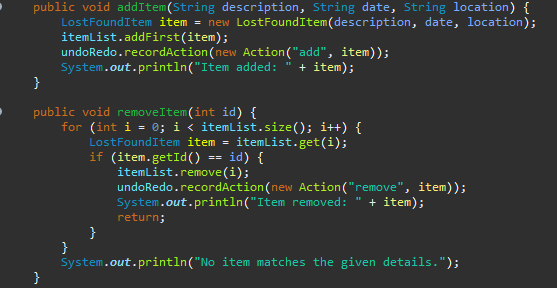 public void addItem(String description, String date, String location) {
LostFoundItem item = new LostFoundItem(description, date, location);
itemList.addFirst(item);
undoRedo.recordAction(new Action("add", item));
System.out.println("Item added: " + item);
}
public void removeItem(int id) {
for (int i = 0; i < itemList.size(); i++) {
LostFoundItem item = itemList.get(i);
if (item.getId() == id) {
itemList.remove(i);
undoRedo.recordAction(new Action("remove", item));
System.out.println("Item removed: " + item);
return;
}
}
System.out.println("No item matches the given details.");
}